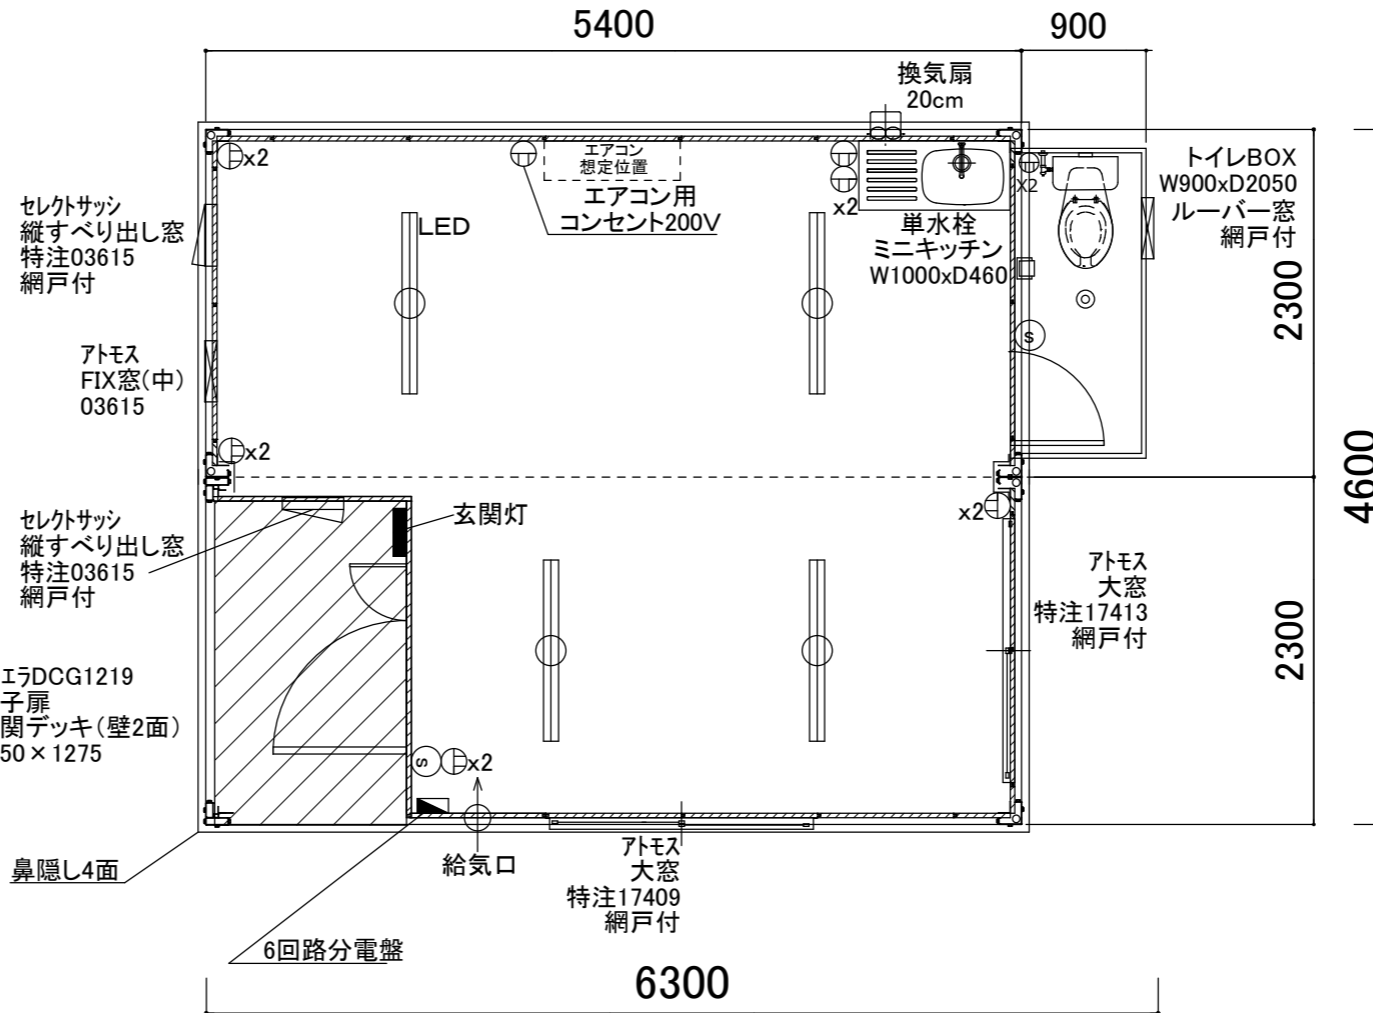 5400
900
換気扇
20cm
エアコン
想定位置
x2
エアコン用
コンセント200V
x2
X2
トイレBOX
W900xD2050
ルーバー窓
網戸付
セレクトサッシ
縦すべり出し窓
特注03615
網戸付
LED
単水栓
ミニキッチン
W1000xD460
2300
S
アトモス
FIX窓(中)
03615
x2
4600
セレクトサッシ
縦すべり出し窓
特注03615
網戸付
玄関灯
x2
アトモス
大窓
特注17413
網戸付
2300
エラDCG1219
子扉
関デッキ(壁2面)
50×1275
S
x2
鼻隠し4面
給気口
アトモス
大窓
特注17409
網戸付
6回路分電盤
6300